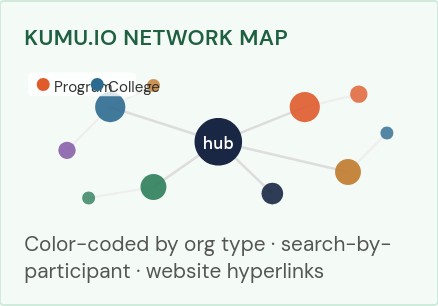 KUMU.IO NETWORK MAP
Program College
hub
Color-coded by org type · search-by-
participant · website hyperlinks